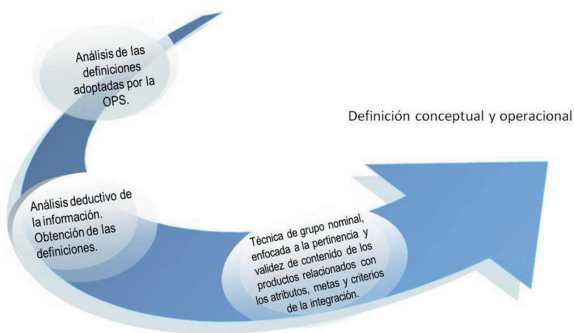 Análisis de las
definiciones
adoptadas por la
OPS.
Definición conceptual y operacional
Análisis deductivo de
la información.
Obtención de las
definiciones.
Técnica de grupo nominal,
enfocada a la pertinencia y
validez de contenido de los
productos relacionados con
los atributos, metas y criterios
de la integración.